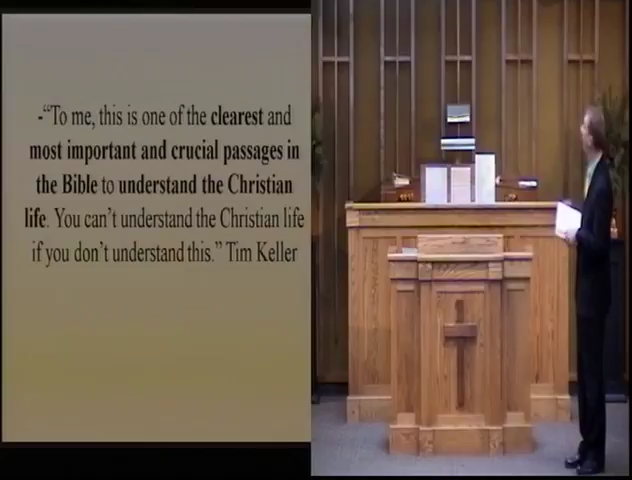 -“To me, this is one of the clearest and
most important and crucial passages in
the Bible to understand the Christian
life. You can’t understand the Christian life
if you don’t understand this.” Tim Keller